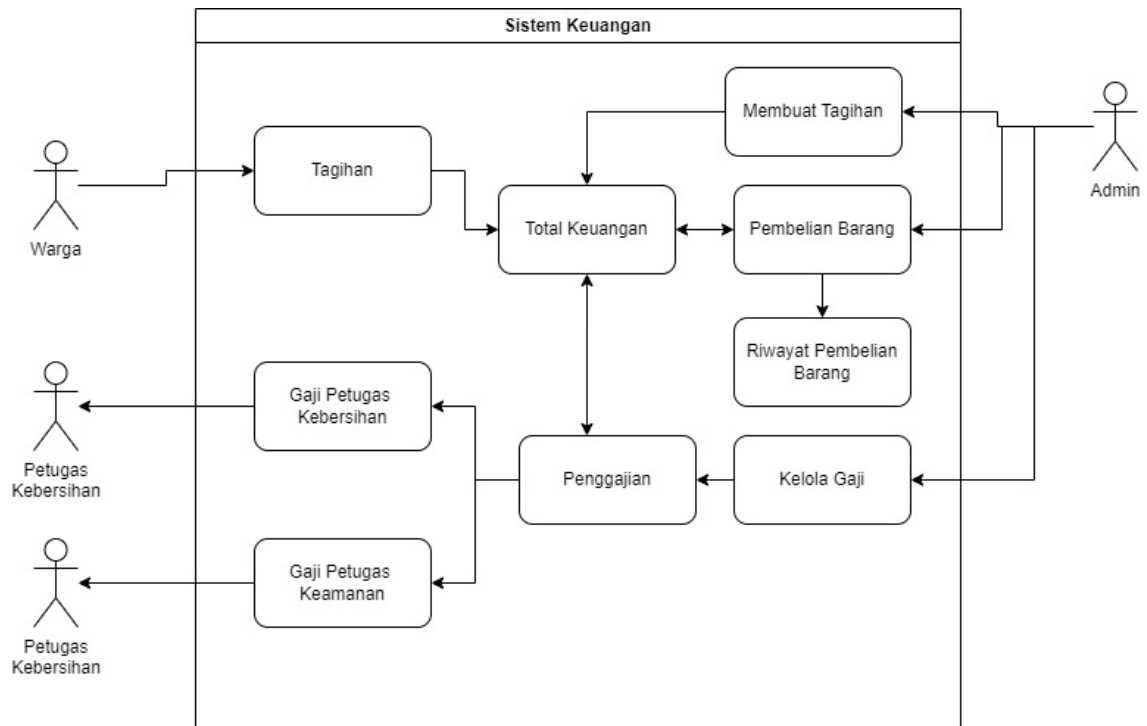 Sistem Keuangan
Membuat Tagihan
Admin
Tagihan
Warga
Total Keuangan
Pembelian Barang
Riwayat Pembelian
Barang
Gaji Petugas
Kebersihan
Petugas
Kebersihan
Penggajian
Kelola Gaji
Gaji Petugas
Keamanan
Petugas
Kebersihan